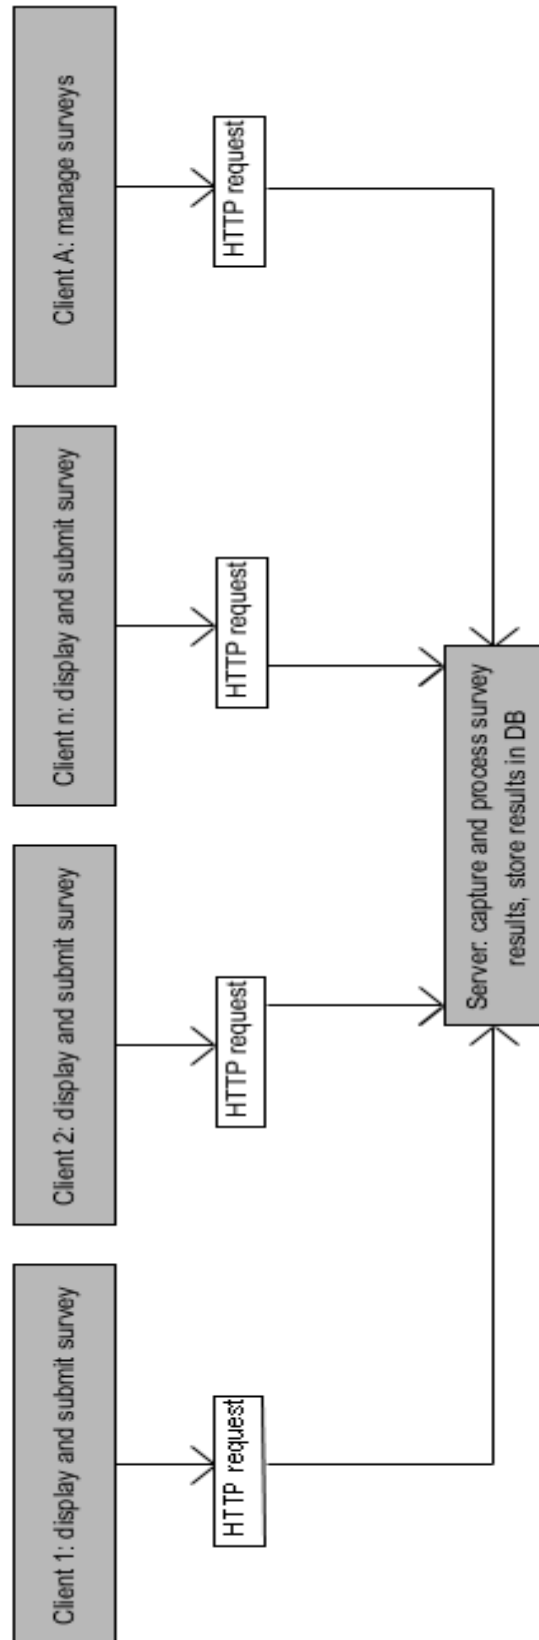 Client 1: display and submit survey
Client 2: display and submit survey
Client n: display and submit survey
Client A: manage surveys
HTTP request
HTTP request
HTTP request
HTTP request
Server: capture and process survey
results, store results in DB